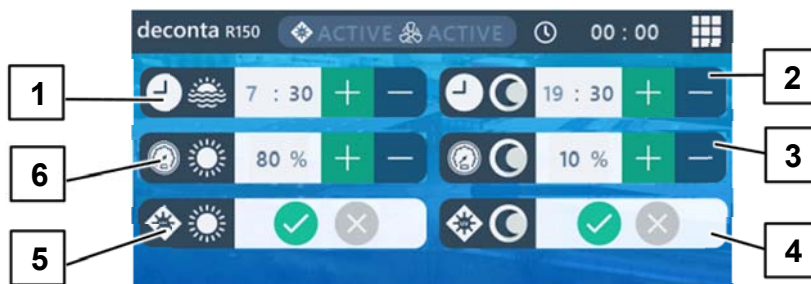 deconta R150 ACTIVE ACTIVE 00 : 00
1 7 : 30 + − 19 : 30 + − 2
6 80 % + − 10 % + − 3
5 4